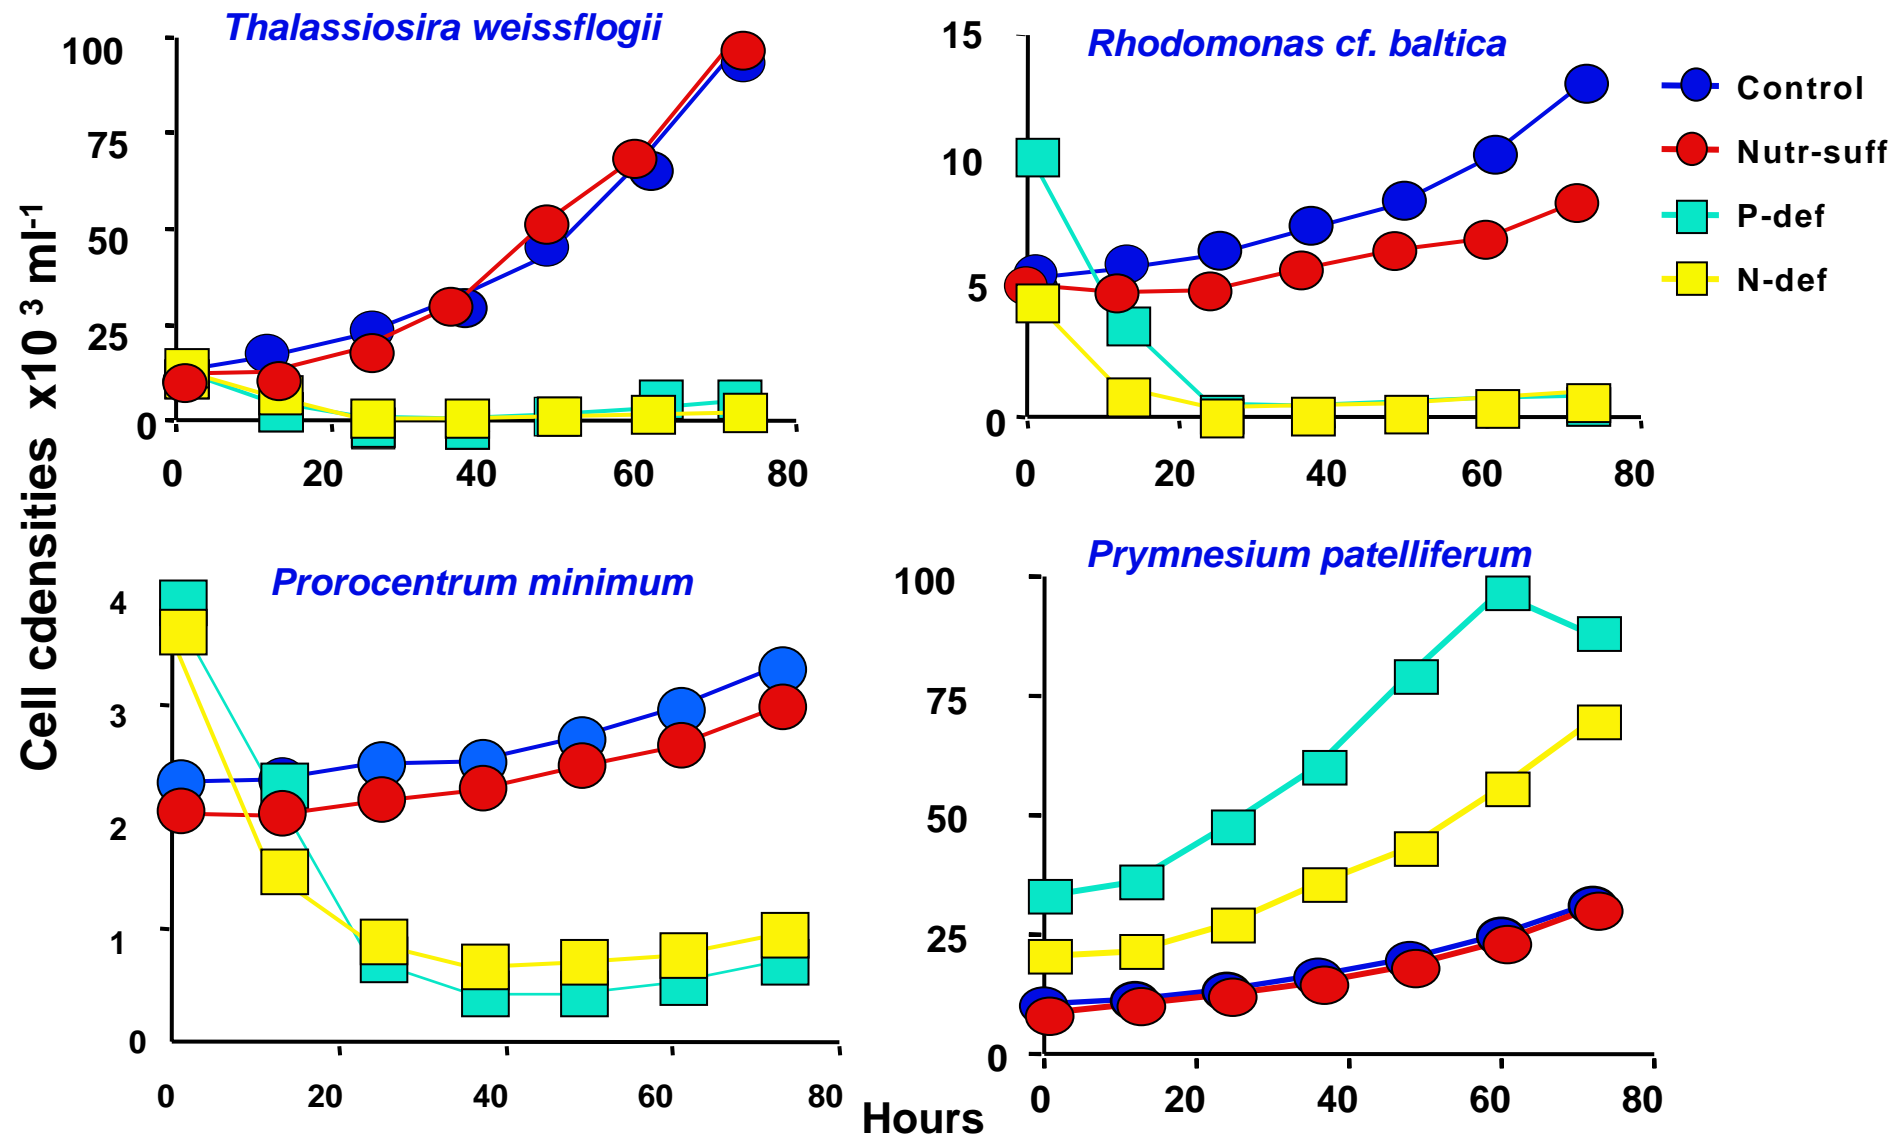 Thalassiosira weissflogii
100
75
50
25
0
0 20 40 60 80
Rhodomonas cf. baltica
15
10
5
0
0 20 40 60 80
Control
Nutr-suff
P-def
N-def
Cell cdensities x10 3 ml-1
Prorocentrum minimum
4
3
2
1
0
0 20 40 60 80
Prymnesium patelliferum
100
75
50
25
0
0 20 40 60 80
Hours